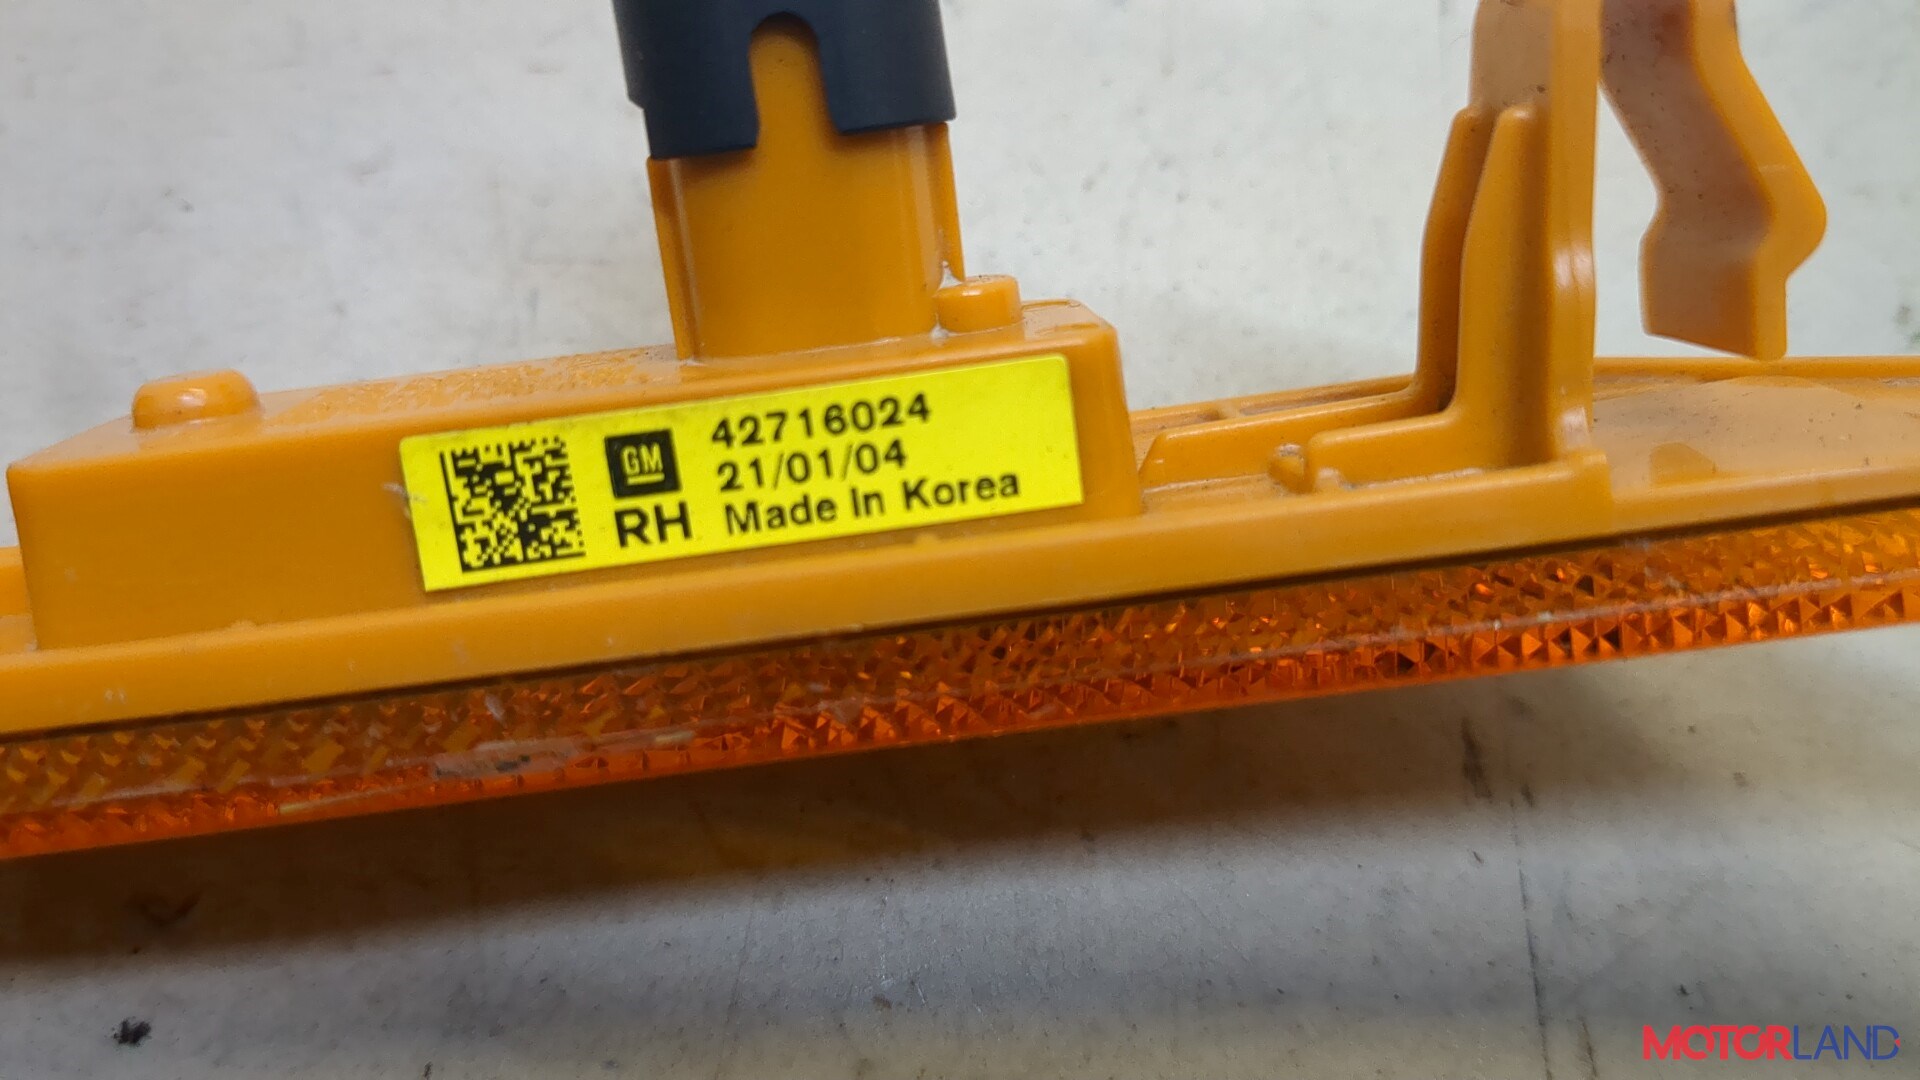 42716024
GM
21/01/04
RH Made In Korea
MOTORLAND